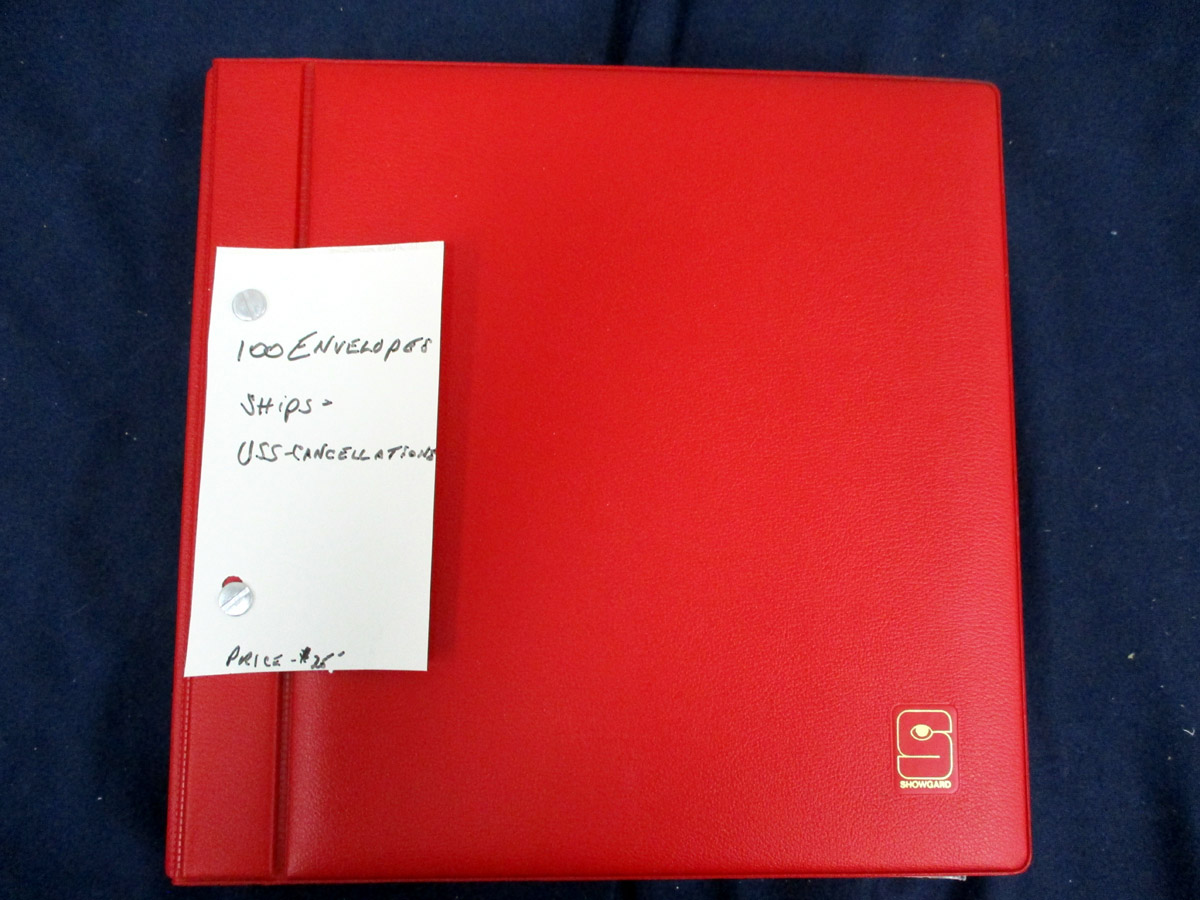 100 ENVELOPES
SHIPS-
USS-CANCELLATIONS
PRICE-$25-
S
SHOWGARD